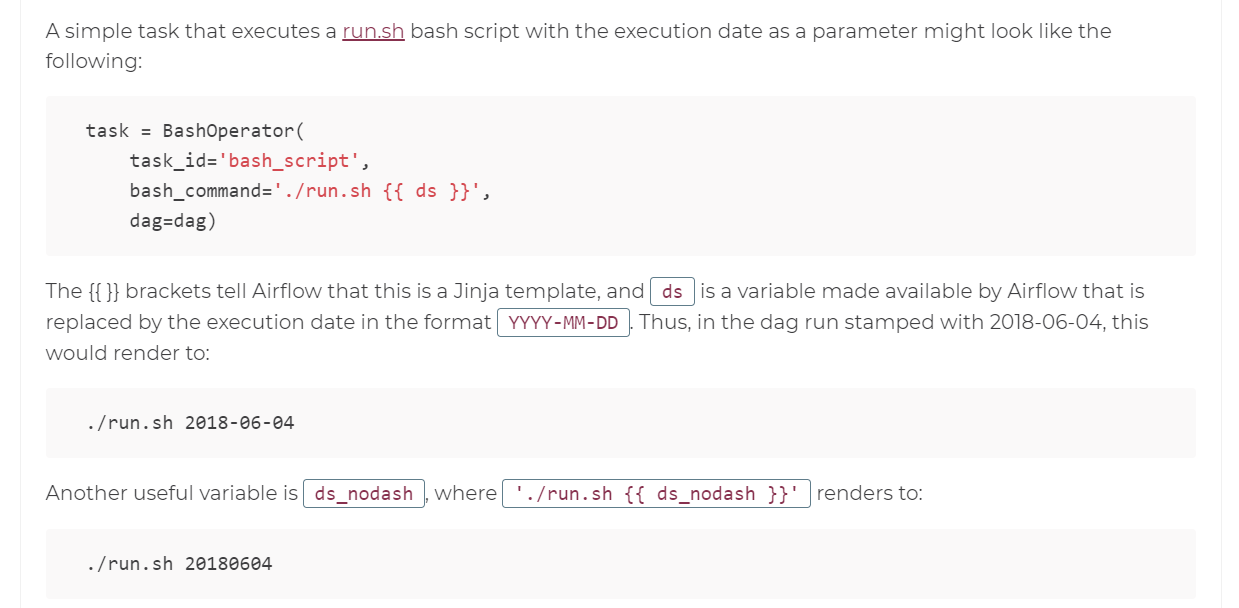 A simple task that executes a run.sh bash script with the execution date as a parameter might look like the
following:
task = BashOperator(
    task_id='bash_script',
    bash_command='./run.sh {{ ds }}',
    dag=dag)
The {{ }} brackets tell Airflow that this is a Jinja template, and ds is a variable made available by Airflow that is
replaced by the execution date in the format YYYY-MM-DD. Thus, in the dag run stamped with 2018-06-04, this
would render to:
./run.sh 2018-06-04
Another useful variable is ds_nodash, where './run.sh {{ ds_nodash }}' renders to:
./run.sh 20180604